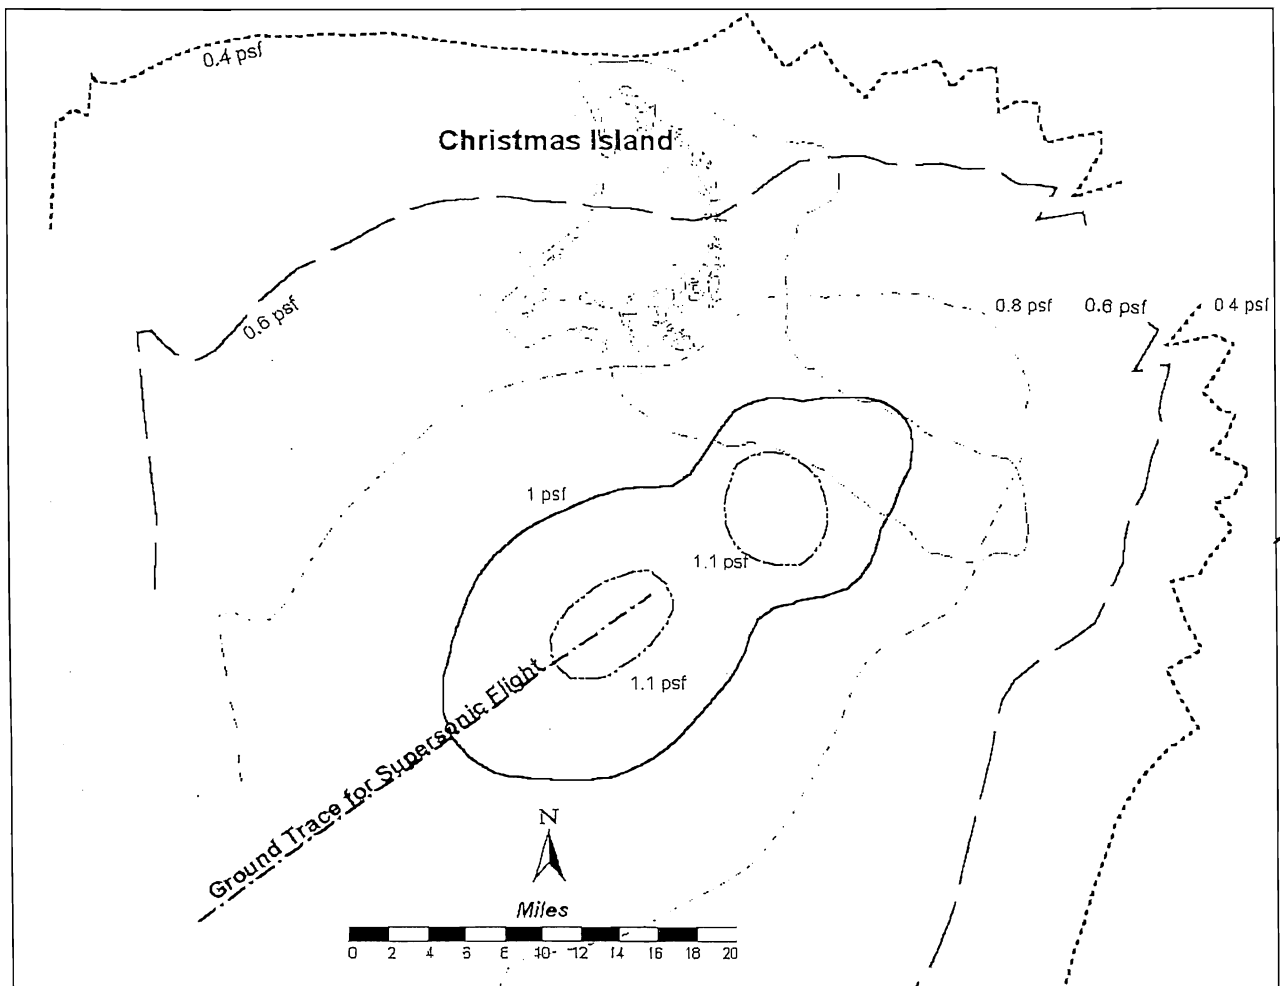 0.4 psf
Christmas Island
0.6 psf
0.8 psf
0.6 psf
0 4 psf
1 psf
1.1 psf
1.1 psf
Ground Trace for Supersonic Flight
N
Miles
0 2 4 6 8 10 12 14 16 18 20